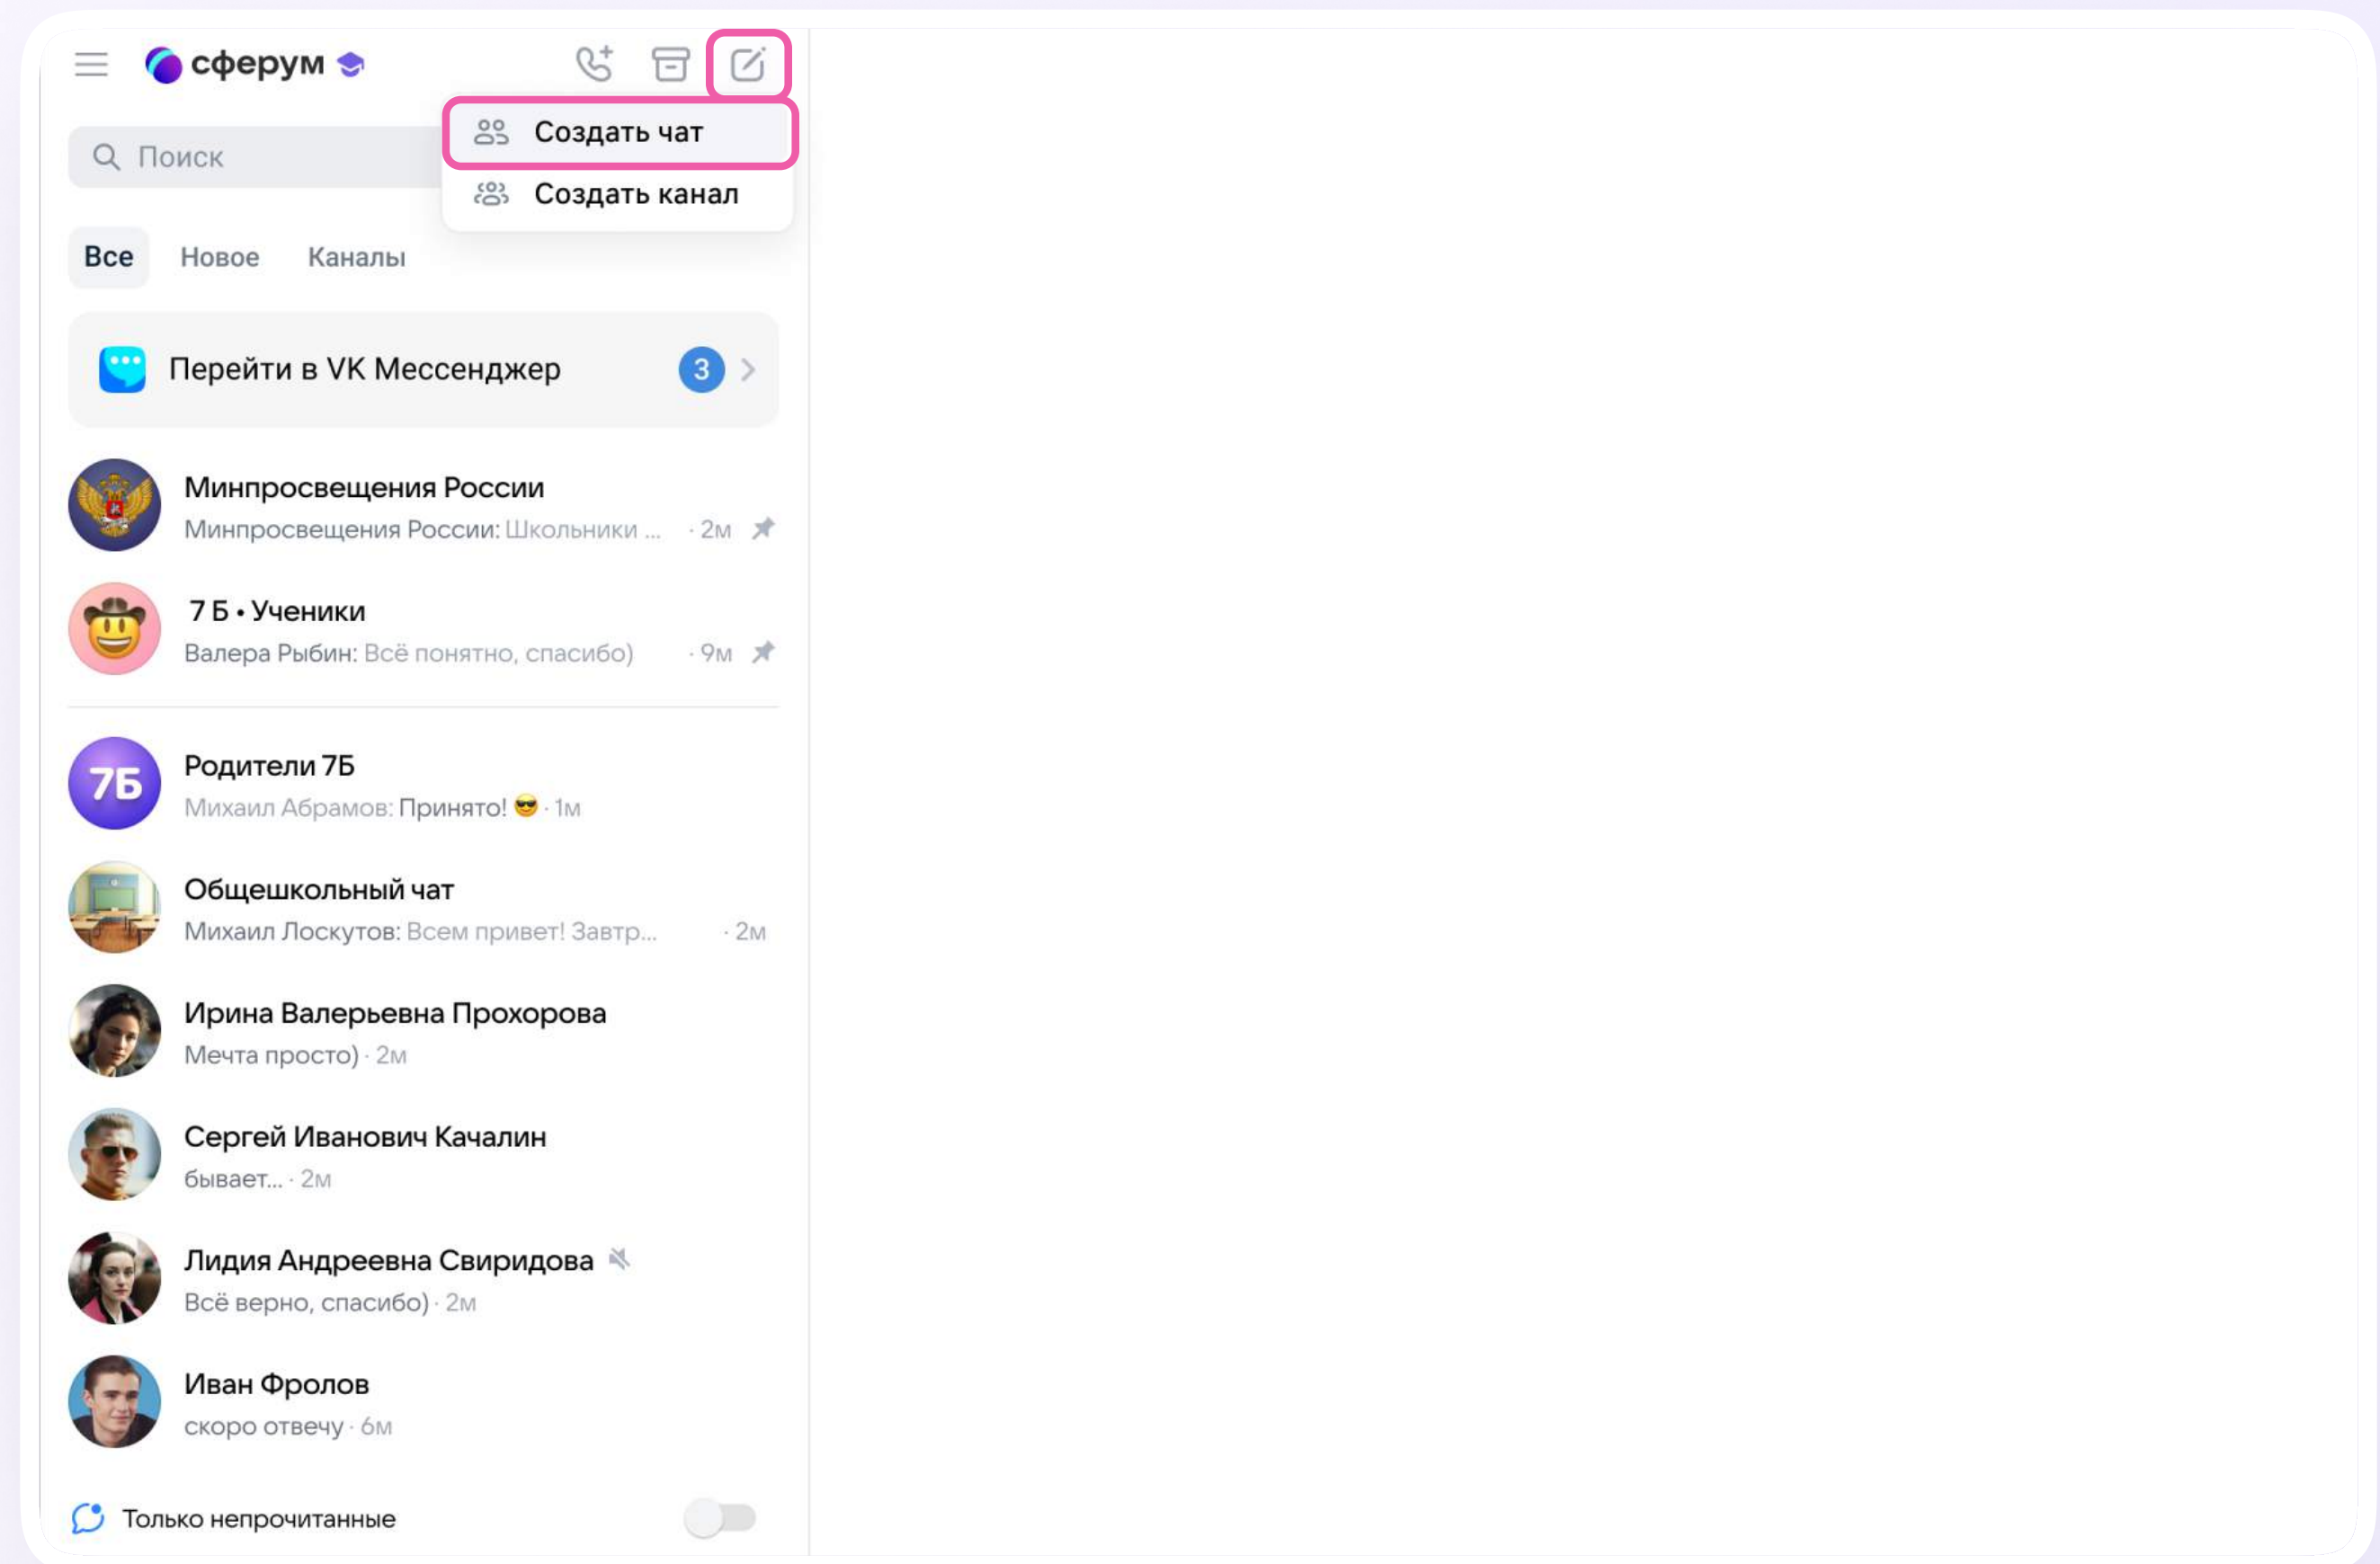 сферум
Создать чат
Поиск
Создать канал
Все Новое Каналы
Перейти в VK Мессенджер 3
Минпросвещения России
Минпросвещения России: Школьники ... · 2м
7 Б • Ученики
Валера Рыбин: Всё понятно, спасибо) · 9м
7Б
Родители 7Б
Михаил Абрамов: Принято! 😎 · 1м
Общешкольный чат
Михаил Лоскутов: Всем привет! Завтр... · 2м
Ирина Валерьевна Прохорова
Мечта просто) · 2м
Сергей Иванович Качалин
бывает... · 2м
Лидия Андреевна Свиридова
Всё верно, спасибо) · 2м
Иван Фролов
скоро отвечу · 6м
Только непрочитанные